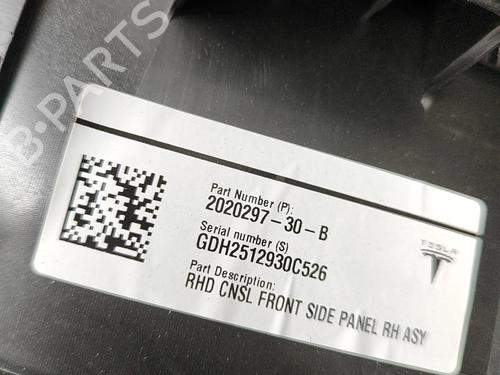 B-PARTS
Part Number (P):
2020297-30-B
Serial number (S)
GDH2512930C526
Part Description:
RHD CNSL FRONT SIDE PANEL RH ASY
TESLA